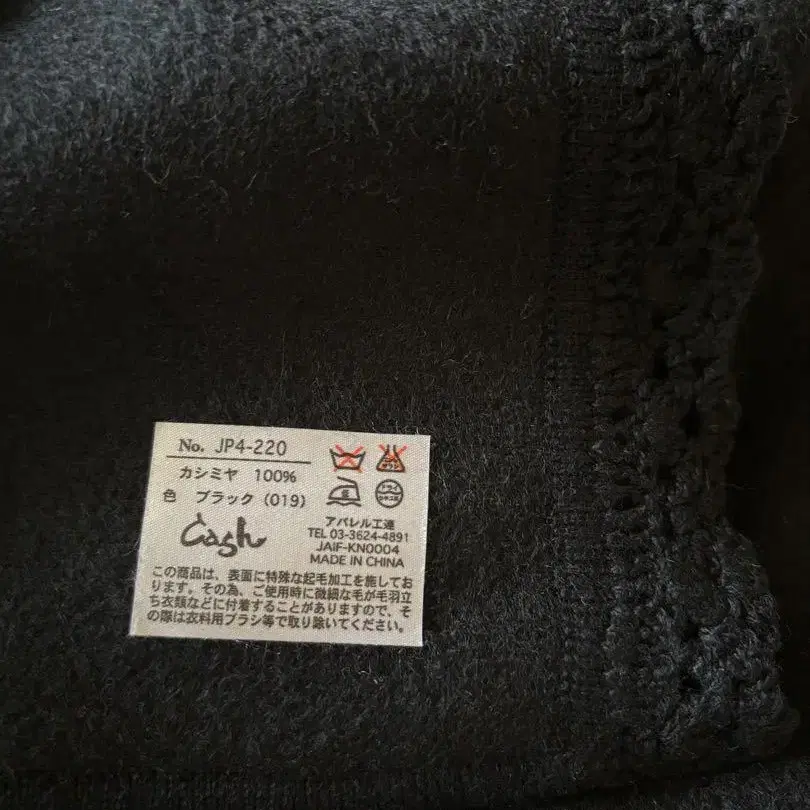 No. JP4-220
カシミヤ 100%
色 ブラック (019)
Cash
アパレル工連
TEL 03-3624-4891
JAIF-KN0004
MADE IN CHINA
この商品は、表面に特殊な起毛加工を施してお
ります。その為、ご使用時に微細な毛が毛羽立
ち衣類などに付着することがありますので、そ
の際は衣料用ブラシ等で取り除いてください。